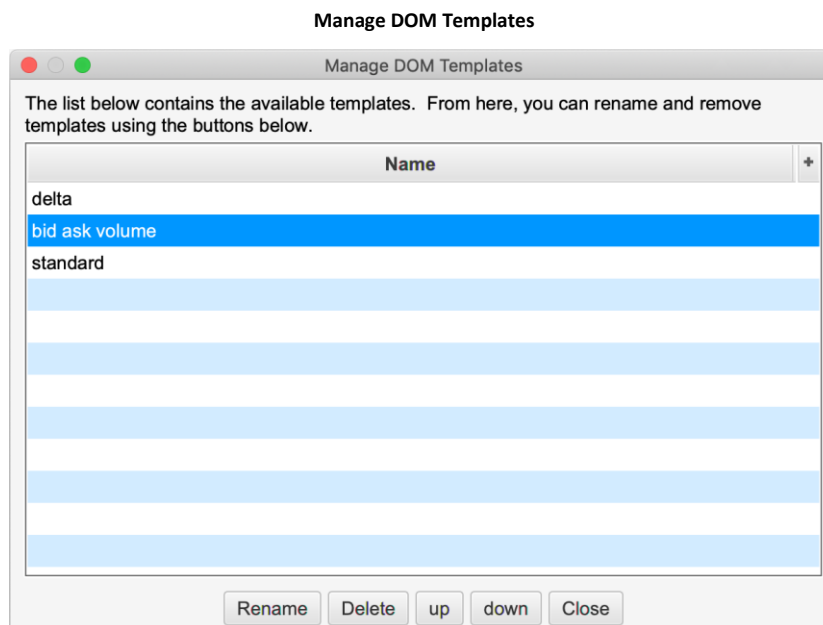 Manage DOM Templates
Manage DOM Templates
The list below contains the available templates.  From here, you can rename and remove
templates using the buttons below.
Name +
delta
bid ask volume
standard
Rename Delete up down Close